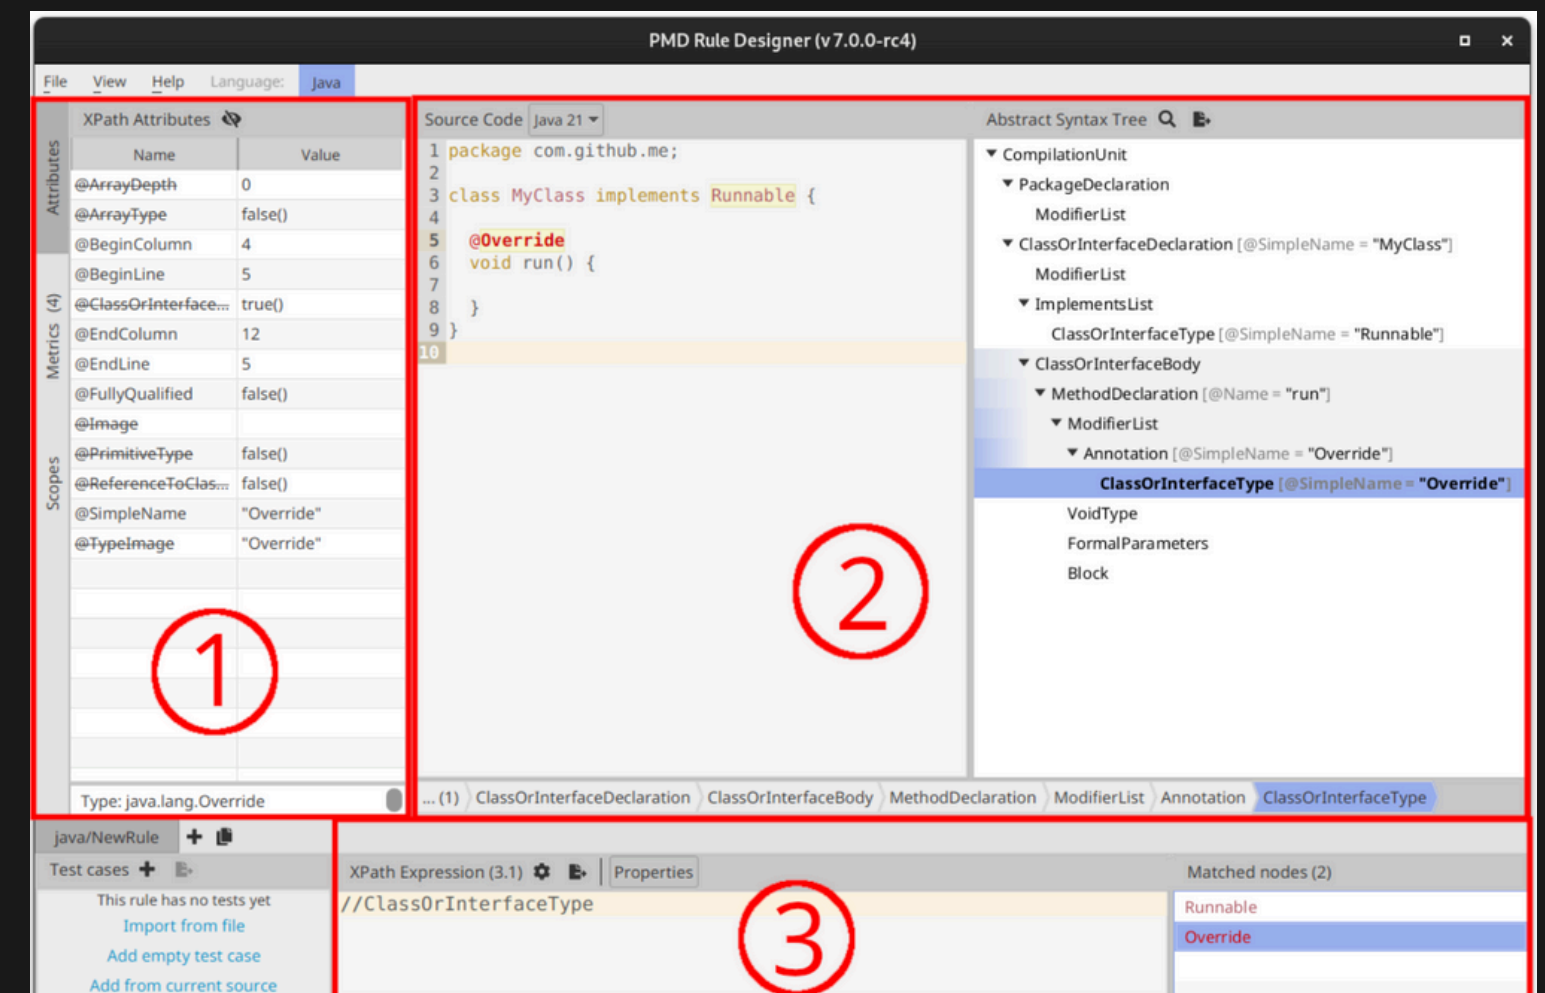 PMD Rule Designer (v7.0.0-rc4)
File View Help Language: Java
Attributes
Metrics (4)
Scopes
XPath Attributes
Name Value
@ArrayDepth 0
@ArrayType false()
@BeginColumn 4
@BeginLine 5
@ClassOrInterface... true()
@EndColumn 12
@EndLine 5
@FullyQualified false()
@Image
@PrimitiveType false()
@ReferenceToClas... false()
@SimpleName "Override"
@TypeImage "Override"
1
Type: java.lang.Override
Source Code Java 21
1 package com.github.me;
2
3 class MyClass implements Runnable {
4
5 @Override
6 void run() {
7
8 }
9 }
10
2
Abstract Syntax Tree
CompilationUnit
PackageDeclaration
ModifierList
ClassOrInterfaceDeclaration [@SimpleName = "MyClass"]
ModifierList
ImplementsList
ClassOrInterfaceType [@SimpleName = "Runnable"]
ClassOrInterfaceBody
MethodDeclaration [@Name = "run"]
ModifierList
Annotation [@SimpleName = "Override"]
ClassOrInterfaceType [@SimpleName = "Override"]
VoidType
FormalParameters
Block
... (1) ClassOrInterfaceDeclaration ClassOrInterfaceBody MethodDeclaration ModifierList Annotation ClassOrInterfaceType
java/NewRule
Test cases
This rule has no tests yet
Import from file
Add empty test case
Add from current source
XPath Expression (3.1) Properties
//ClassOrInterfaceType
3
Matched nodes (2)
Runnable
Override